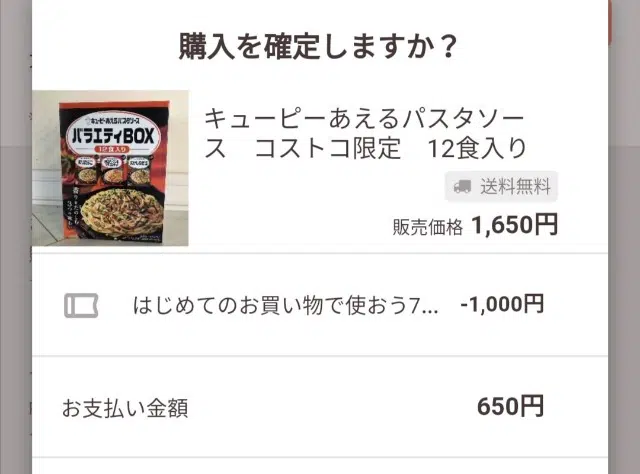 購入を確定しますか？
キユーピーあえるパスタソース
バラエティBOX
12食入り
キューピーあえるパスタソー
ス　コストコ限定　12食入り
送料無料
販売価格 1,650円
はじめてのお買い物で使おう7... -1,000円
お支払い金額 650円